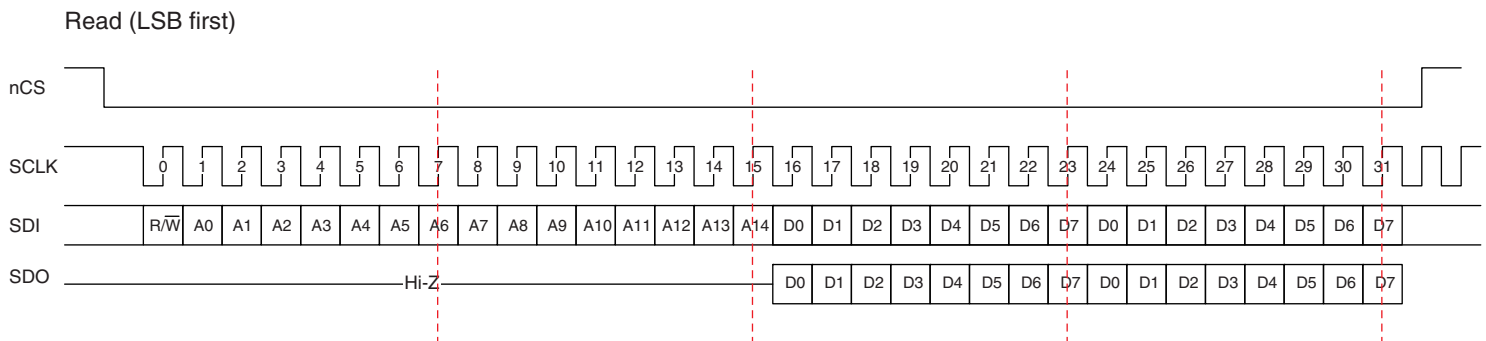 Read (LSB first)
nCS
SCLK 0 1 2 3 4 5 6 7 8 9 10 11 12 13 14 15 16 17 18 19 20 21 22 23 24 25 26 27 28 29 30 31
SDI R/W̅ A0 A1 A2 A3 A4 A5 A6 A7 A8 A9 A10 A11 A12 A13 A14 D0 D1 D2 D3 D4 D5 D6 D7 D0 D1 D2 D3 D4 D5 D6 D7
SDO Hi-Z D0 D1 D2 D3 D4 D5 D6 D7 D0 D1 D2 D3 D4 D5 D6 D7